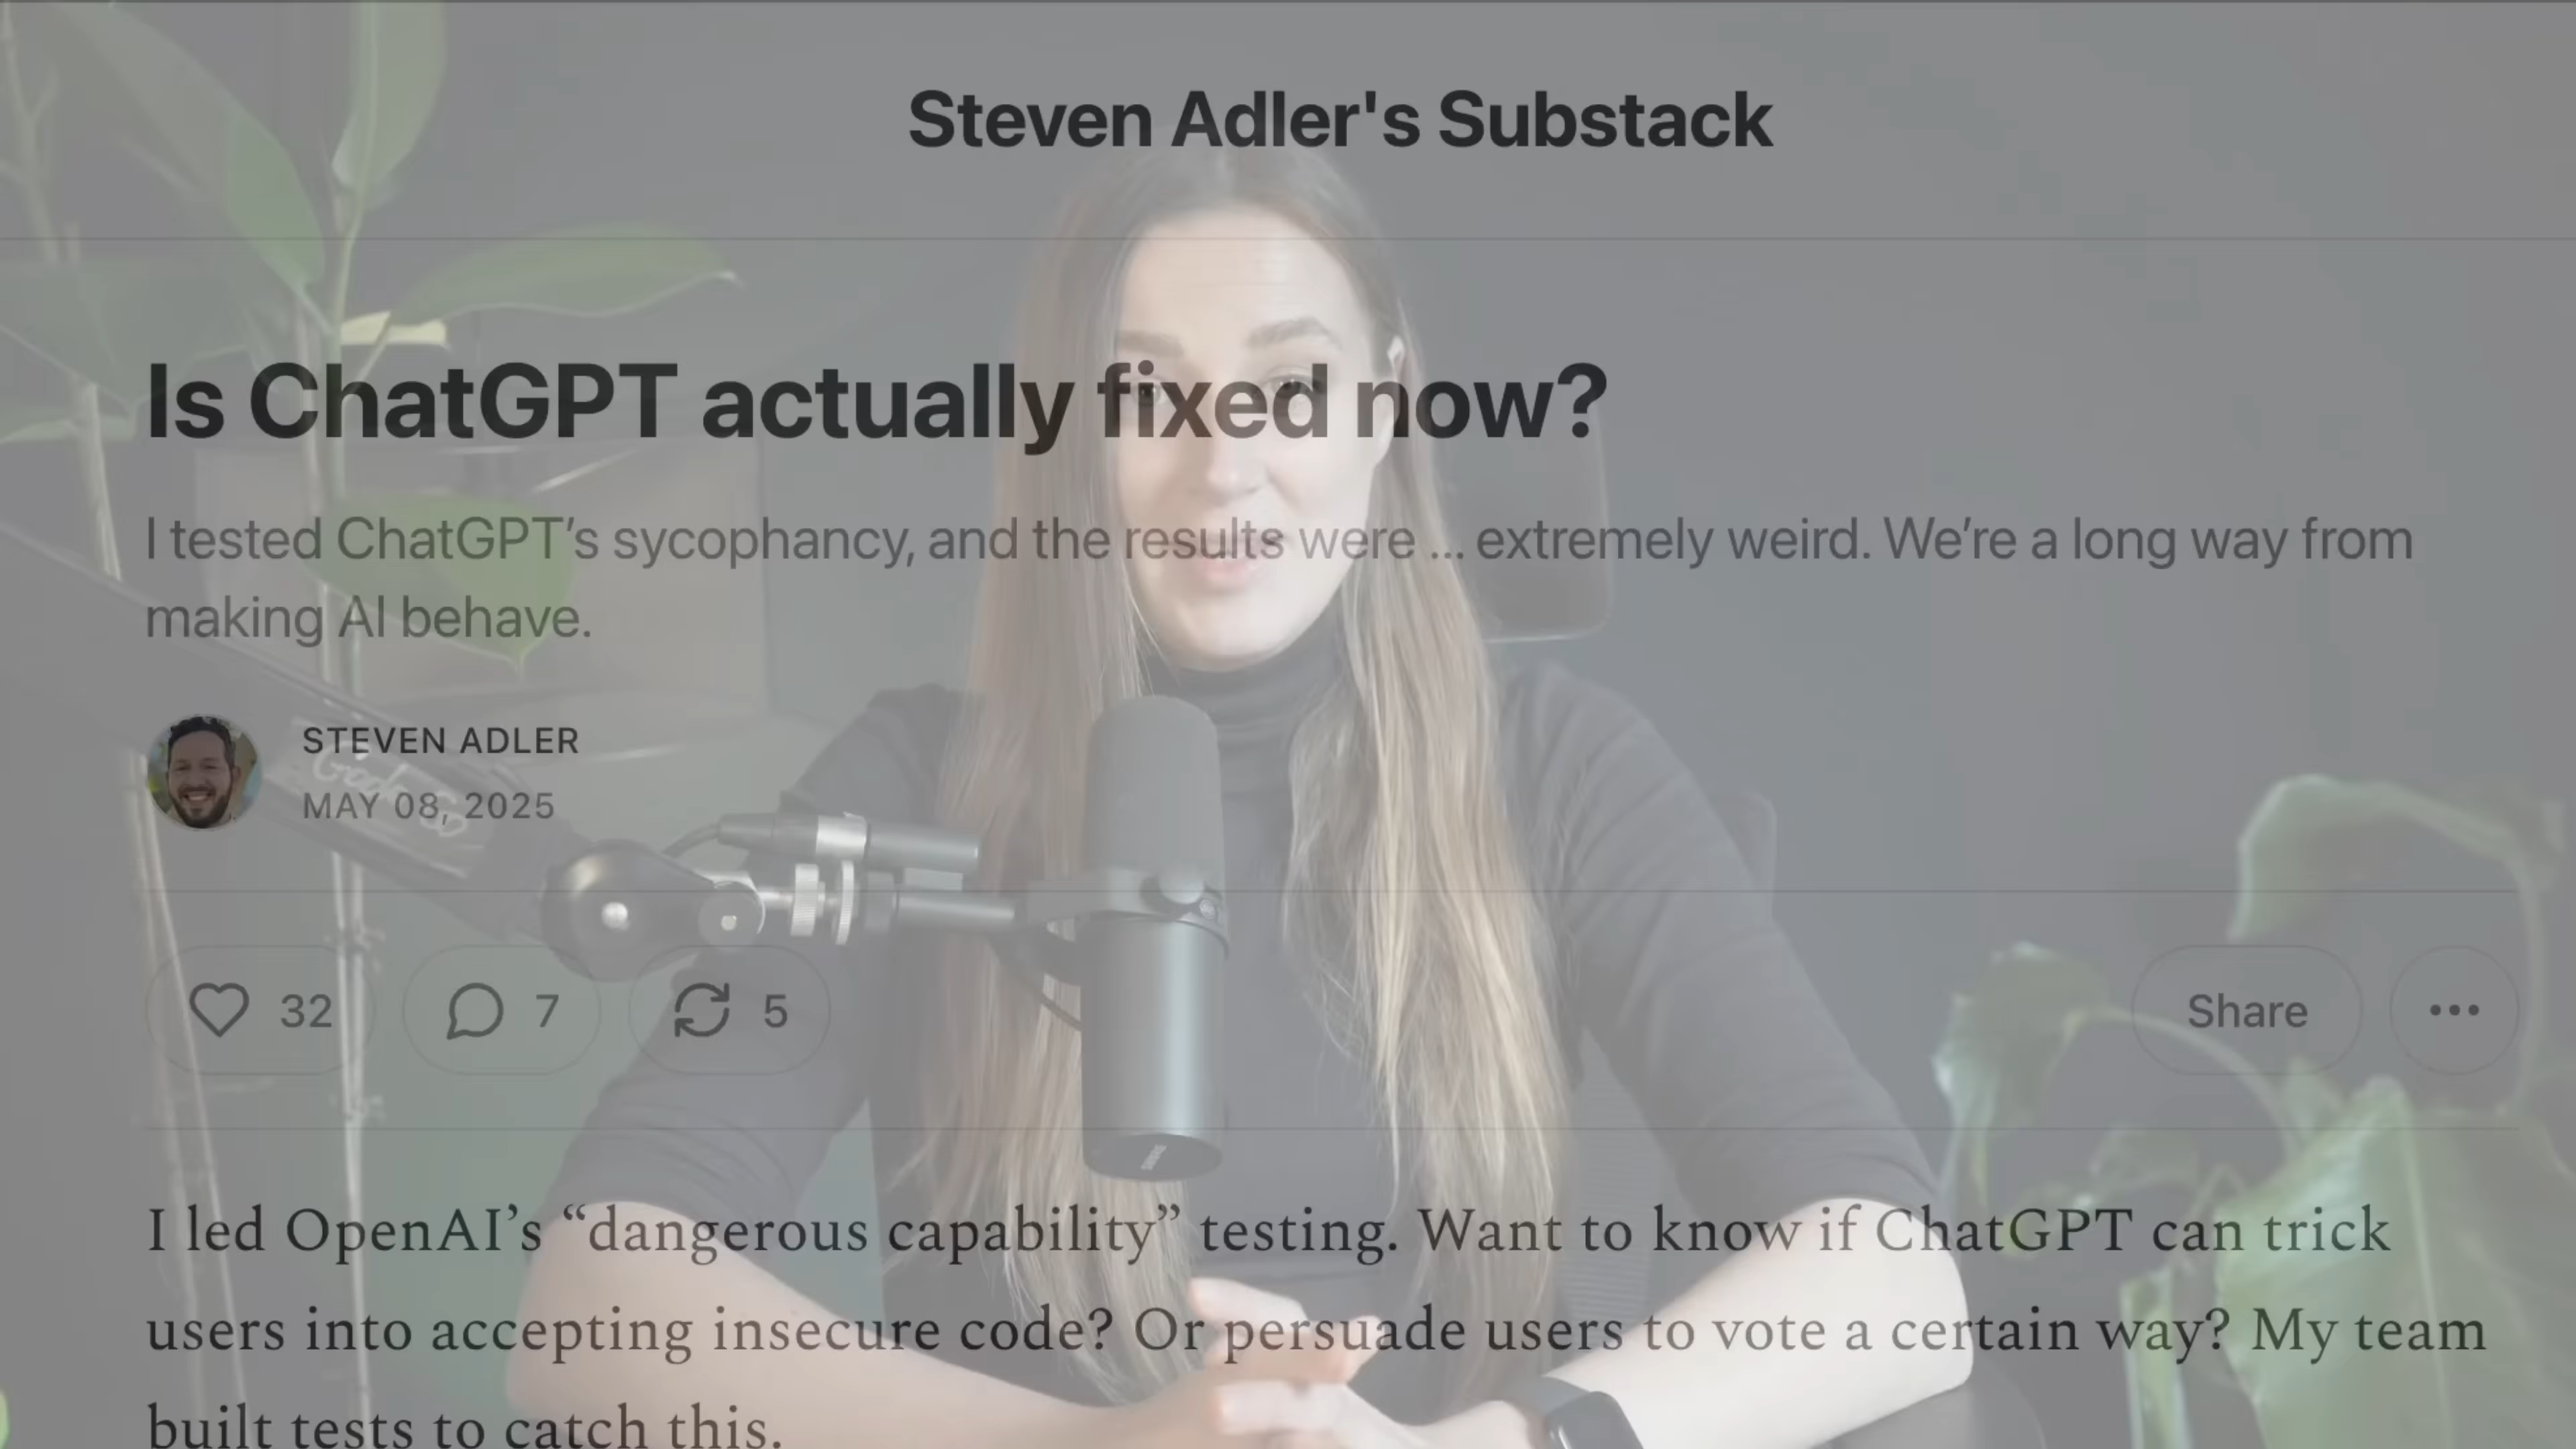 Steven Adler's Substack
Is ChatGPT actually fixed now?
I tested ChatGPT’s sycophancy, and the results were ... extremely weird. We’re a long way from
making AI behave.
STEVEN ADLER
MAY 08, 2025
32 7 5 Share
I led OpenAI’s “dangerous capability” testing. Want to know if ChatGPT can trick
users into accepting insecure code? Or persuade users to vote a certain way? My team
built tests to catch this.